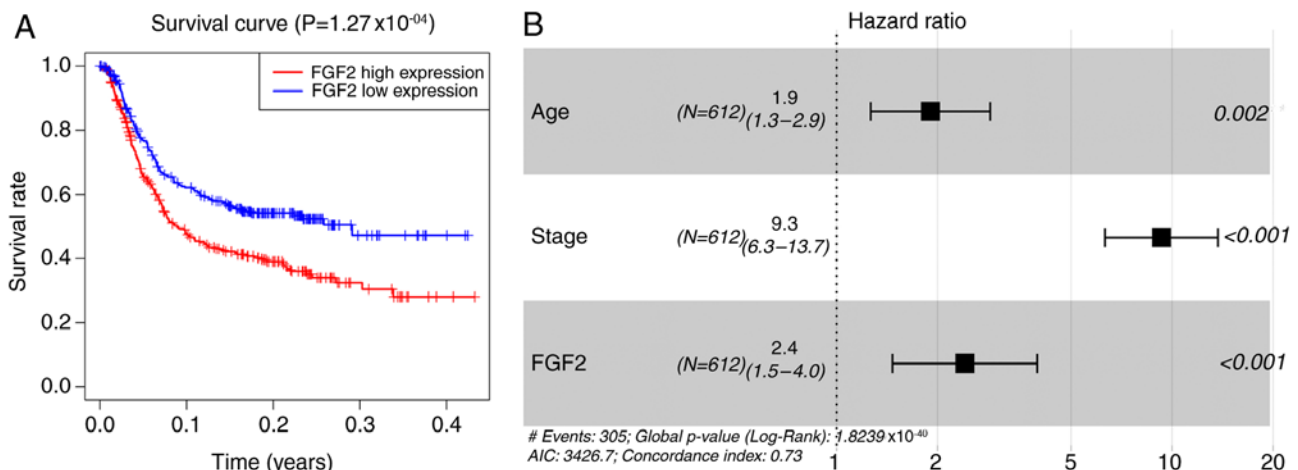 A
Survival curve (P=1.27x10-04)
FGF2 high expression
FGF2 low expression
Survival rate
1.0
0.8
0.6
0.4
0.2
0.0
0.0 0.1 0.2 0.3 0.4
Time (years)
B
Hazard ratio
Age (N=612) 1.9 (1.3–2.9) 0.002
Stage (N=612) 9.3 (6.3–13.7) <0.001
FGF2 (N=612) 2.4 (1.5–4.0) <0.001
# Events: 305; Global p-value (Log-Rank): 1.8239x10-40
AIC: 3426.7; Concordance index: 0.73
1 2 5 10 20